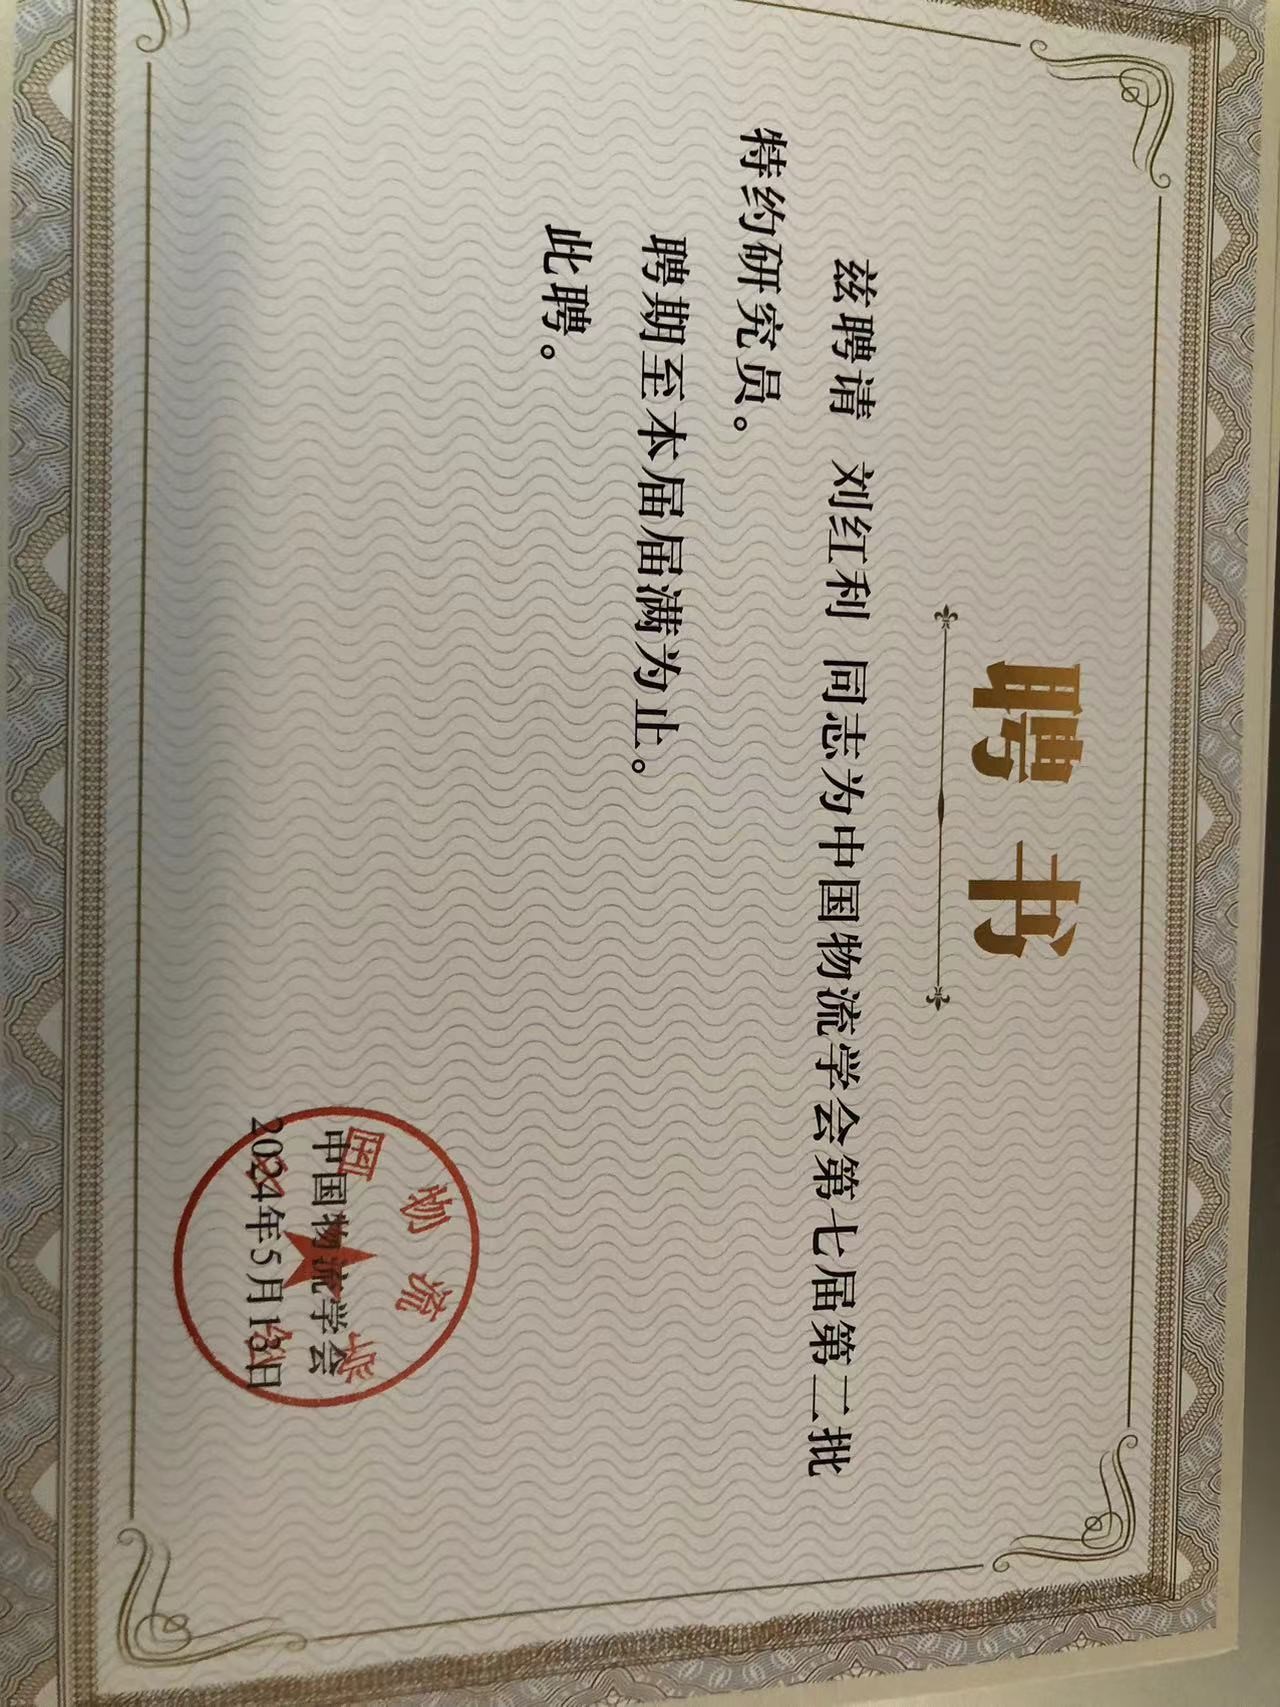 聘书
兹聘请 刘红利 同志为中国物流学会第七届第二批
特约研究员。
聘期至本届届满为止。
此聘。
中国物流学会
2024年5月13日